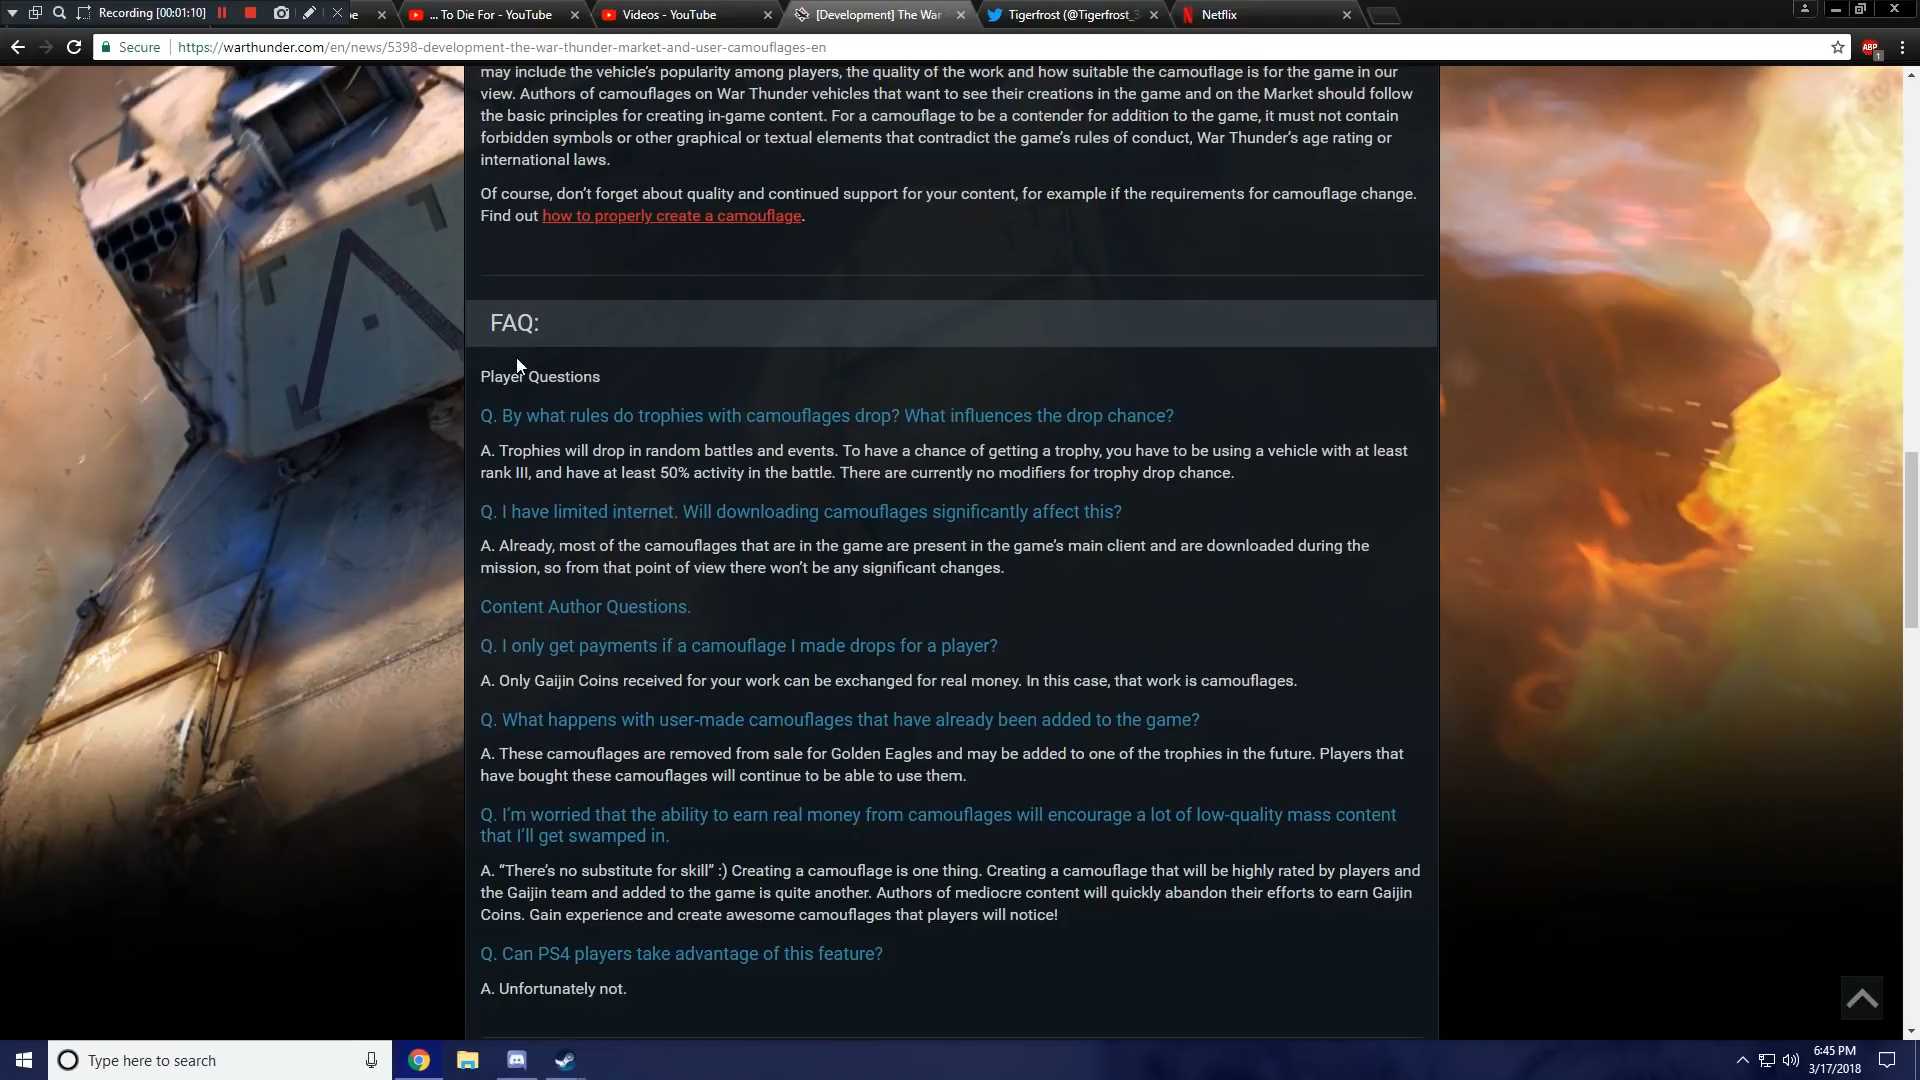 Recording [00:01:10]
... To Die For - YouTube
Videos - YouTube
[Development] The War
Tigerfrost (@Tigerfrost_3
Netflix
Secure
https://warthunder.com/en/news/5398-development-the-war-thunder-market-and-user-camouflages-en
ABP
1
may include the vehicle's popularity among players, the quality of the work and how suitable the camouflage is for the game in our
view. Authors of camouflages on War Thunder vehicles that want to see their creations in the game and on the Market should follow
the basic principles for creating in-game content. For a camouflage to be a contender for addition to the game, it must not contain
forbidden symbols or other graphical or textual elements that contradict the game's rules of conduct, War Thunder's age rating or
international laws.
Of course, don't forget about quality and continued support for your content, for example if the requirements for camouflage change.
Find out how to properly create a camouflage.
FAQ:
Player Questions
Q. By what rules do trophies with camouflages drop? What influences the drop chance?
A. Trophies will drop in random battles and events. To have a chance of getting a trophy, you have to be using a vehicle with at least
rank III, and have at least 50% activity in the battle. There are currently no modifiers for trophy drop chance.
Q. I have limited internet. Will downloading camouflages significantly affect this?
A. Already, most of the camouflages that are in the game are present in the game's main client and are downloaded during the
mission, so from that point of view there won't be any significant changes.
Content Author Questions.
Q. I only get payments if a camouflage I made drops for a player?
A. Only Gaijin Coins received for your work can be exchanged for real money. In this case, that work is camouflages.
Q. What happens with user-made camouflages that have already been added to the game?
A. These camouflages are removed from sale for Golden Eagles and may be added to one of the trophies in the future. Players that
have bought these camouflages will continue to be able to use them.
Q. I'm worried that the ability to earn real money from camouflages will encourage a lot of low-quality mass content
that I'll get swamped in.
A. “There's no substitute for skill” :) Creating a camouflage is one thing. Creating a camouflage that will be highly rated by players and
the Gaijin team and added to the game is quite another. Authors of mediocre content will quickly abandon their efforts to earn Gaijin
Coins. Gain experience and create awesome camouflages that players will notice!
Q. Can PS4 players take advantage of this feature?
A. Unfortunately not.
Type here to search
6:45 PM
3/17/2018